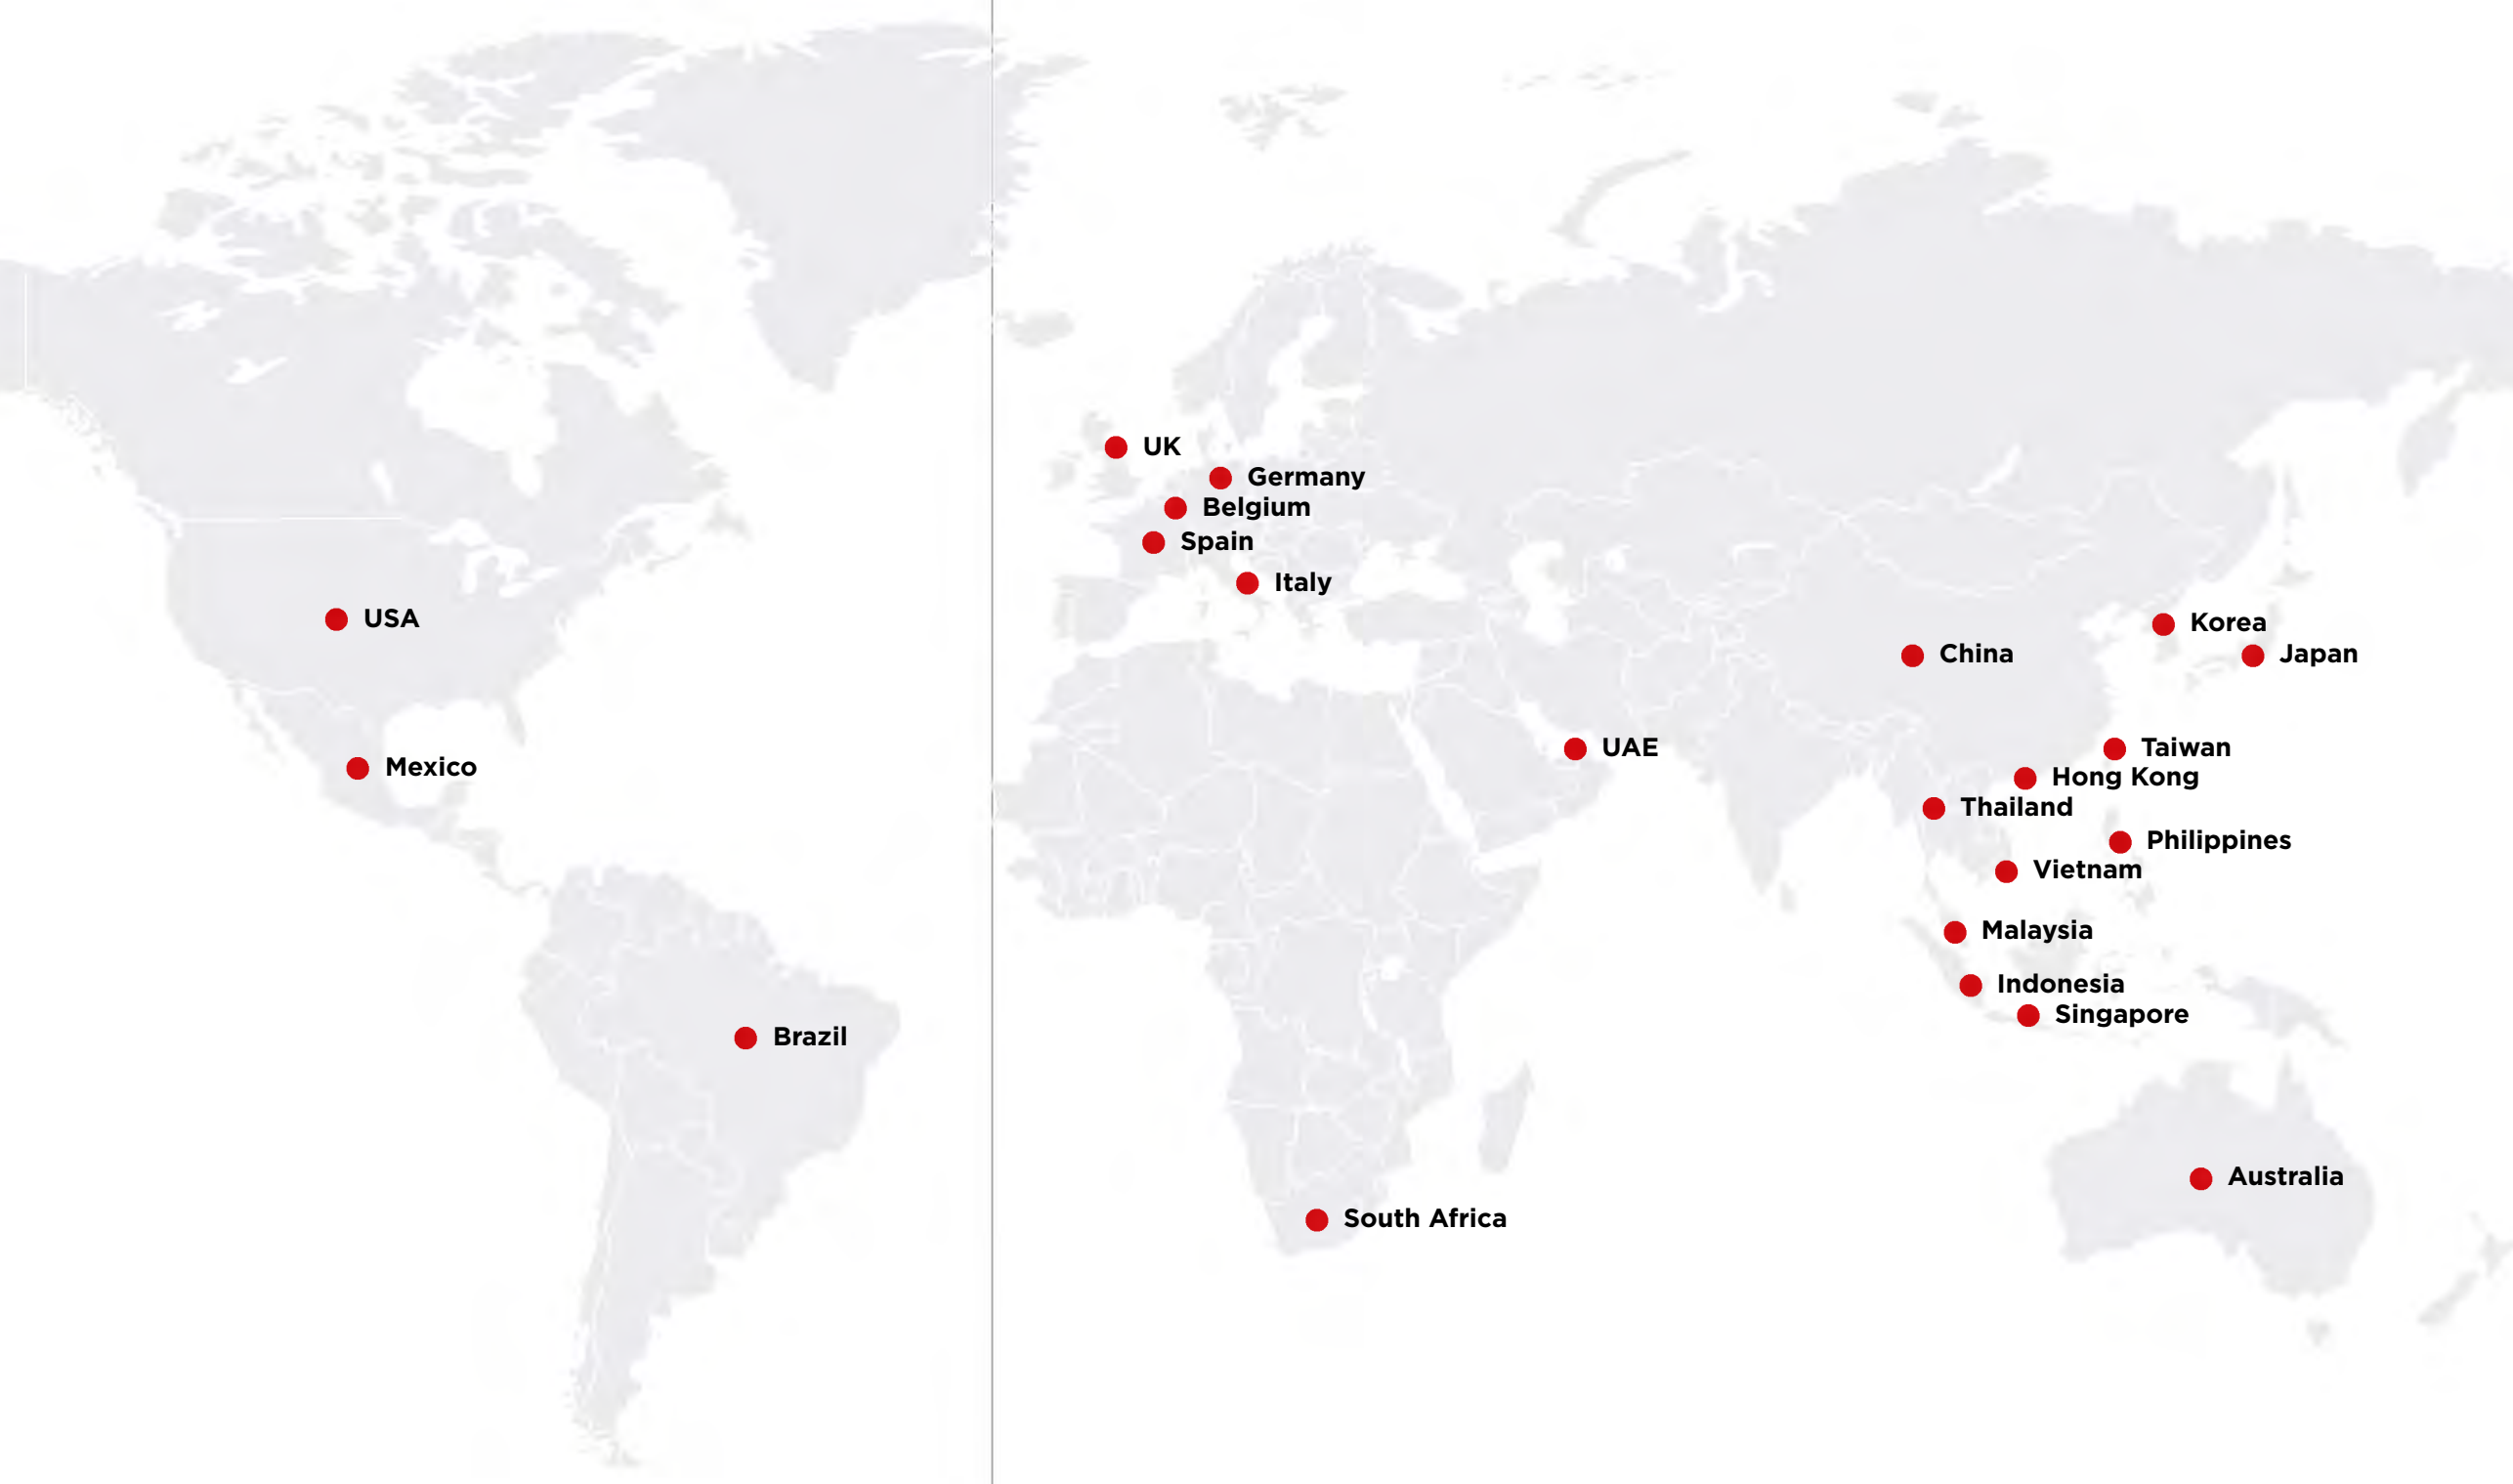 UK
Germany
Belgium
Spain
Italy
USA
Korea
China
Japan
UAE
Taiwan
Mexico
Hong Kong
Thailand
Philippines
Vietnam
Malaysia
Indonesia
Singapore
Brazil
Australia
South Africa